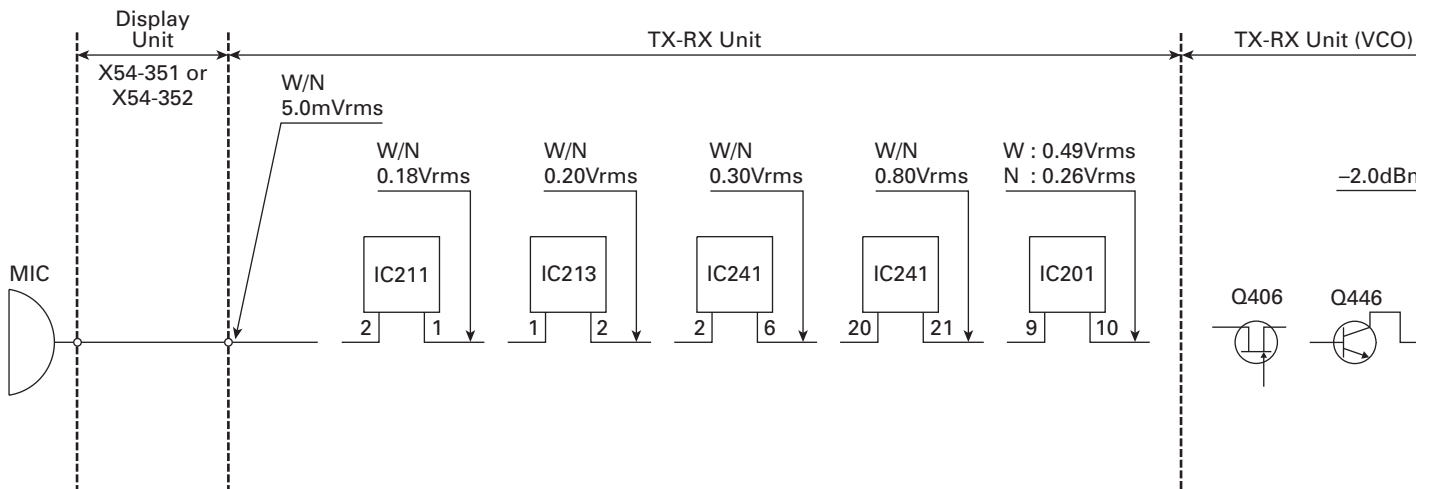 Display
Unit
X54-351 or
X54-352
TX-RX Unit
TX-RX Unit (VCO)
W/N
5.0mVrms
W/N
0.18Vrms
W/N
0.20Vrms
W/N
0.30Vrms
W/N
0.80Vrms
W : 0.49Vrms
N : 0.26Vrms
–2.0dBm
MIC
IC211
IC213
IC241
IC241
IC201
Q406
Q446
2 1
1 2
2 6
20 21
9 10